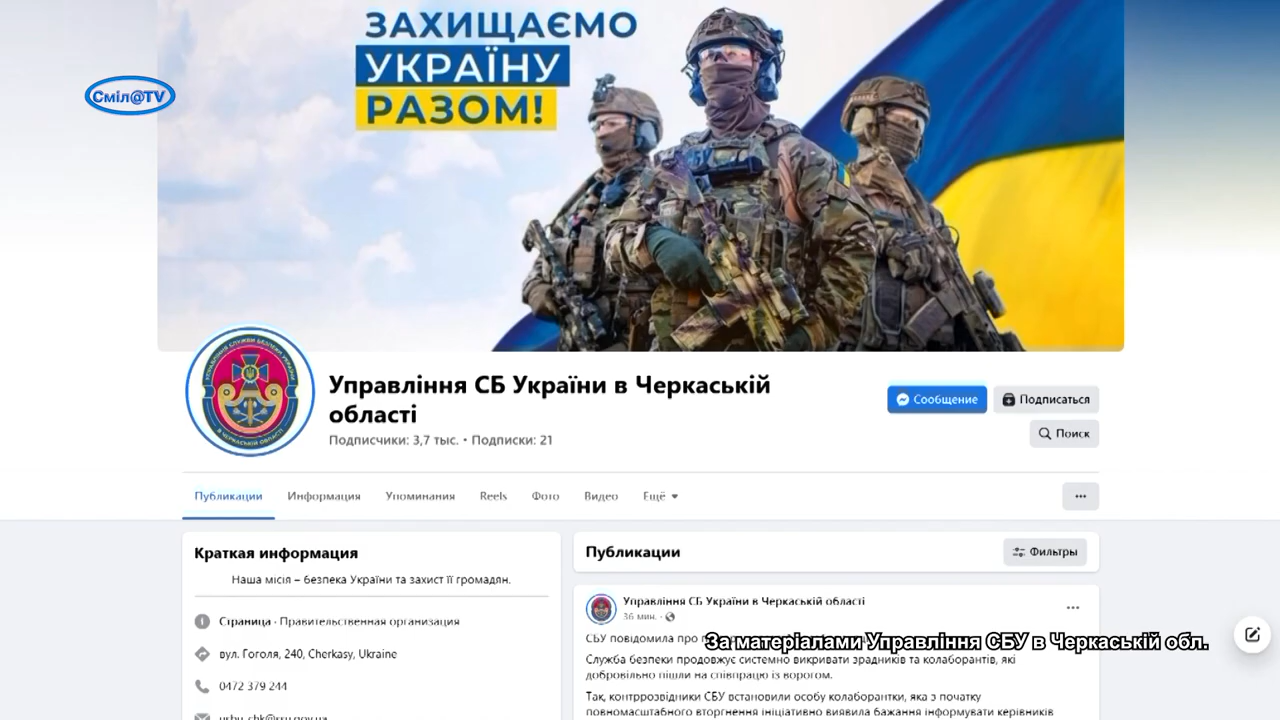 ЗАХИЩАЄМО
УКРАЇНУ
РАЗОМ!
Сміл@TV
Управління СБ України в Черкаській
області
Подписчики: 3,7 тыс. • Подписки: 21
Сообщение
Подписаться
Поиск
Публикации
Информация
Упоминания
Reels
Фото
Видео
Ещё
Краткая информация
Наша місія – безпека України та захист її громадян.
Страница · Правительственная организация
вул. Гоголя, 240, Cherkasy, Ukraine
0472 379 244
Публикации
Фильтры
Управління СБ України в Черкаській області
36 мин.
СБУ повідомила про
За матеріалами Управління СБУ в Черкаській обл.
Служба безпеки продовжує системно викривати зрадників та колаборантів, які
добровільно пішли на співпрацю із ворогом.
Так, контррозвідники СБУ встановили особу колаборантки, яка з початку
повномасштабного вторгнення ініціативно виявила бажання інформувати керівників